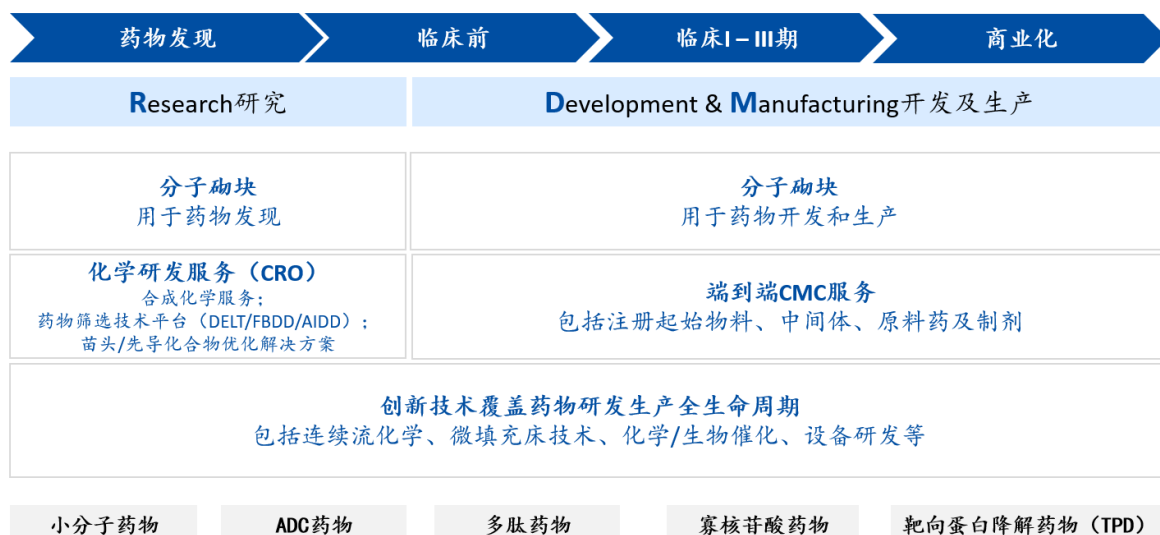 药物发现
临床前
临床I–III期
商业化
Research研究
Development & Manufacturing开发及生产
分子砌块
用于药物发现
分子砌块
用于药物开发和生产
化学研发服务（CRO）
合成化学服务；
药物筛选技术平台（DELT/FBDD/AIDD）；
苗头/先导化合物优化解决方案
端到端CMC服务
包括注册起始物料、中间体、原料药及制剂
创新技术覆盖药物研发生产全生命周期
包括连续流化学、微填充床技术、化学/生物催化、设备研发等
小分子药物
ADC药物
多肽药物
寡核苷酸药物
靶向蛋白降解药物（TPD）